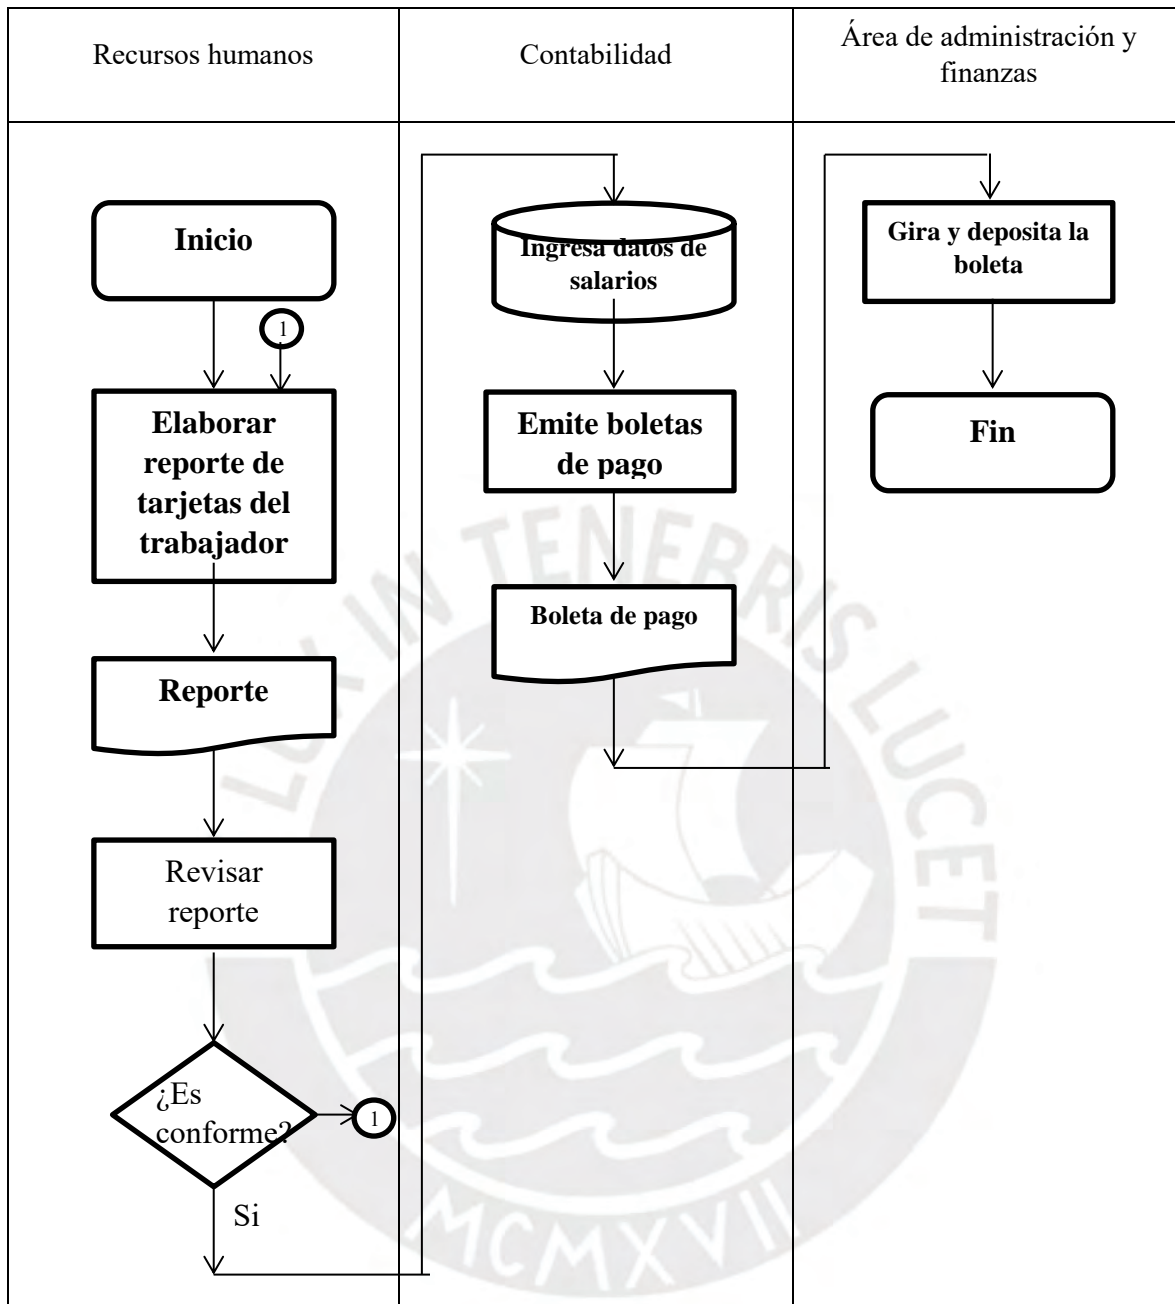 Recursos humanos
Contabilidad
Área de administración y
finanzas
Inicio
1
Elaborar
reporte de
tarjetas del
trabajador
Reporte
Revisar
reporte
¿Es
conforme?
1
Si
Ingresa datos de
salarios
Emite boletas
de pago
Boleta de pago
Gira y deposita la
boleta
Fin
LUX IN TENEBRIS LUCET
MCMXVII